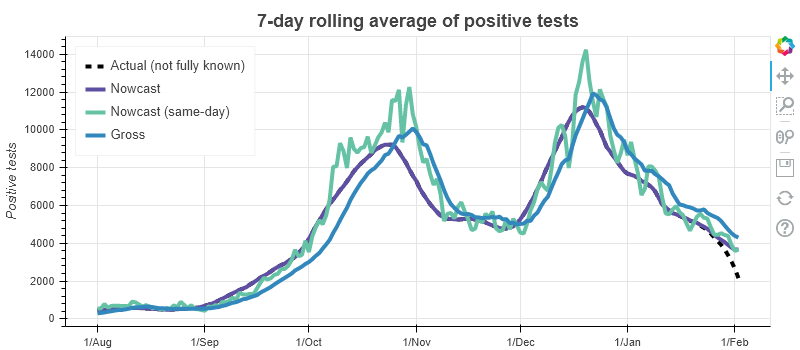 7-day rolling average of positive tests
Positive tests
14000
12000
10000
8000
6000
4000
2000
0
Actual (not fully known)
Nowcast
Nowcast (same-day)
Gross
1/Aug 1/Sep 1/Oct 1/Nov 1/Dec 1/Jan 1/Feb